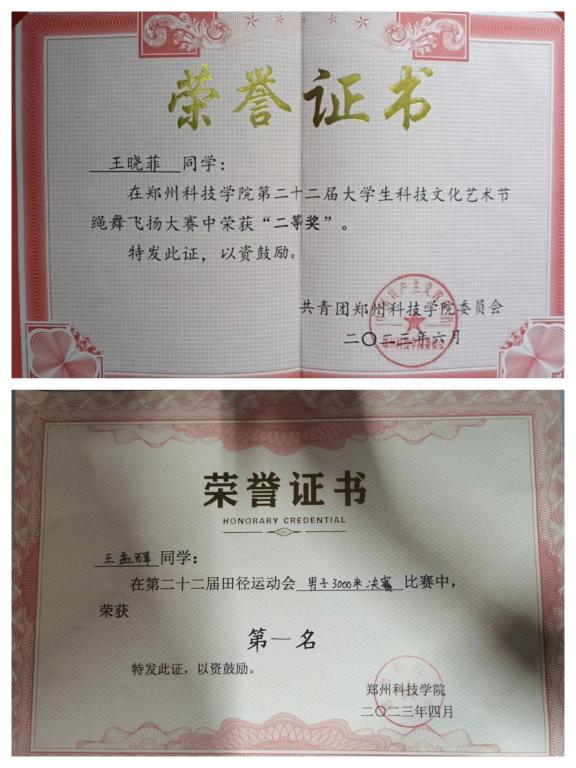 荣誉证书
王晓菲 同学：
在郑州科技学院第二十二届大学生科技文化艺术节
绳舞飞扬大赛中荣获“二等奖”。
特发此证，以资鼓励。
共青团郑州科技学院委员会
二〇二三年六月
荣誉证书
HONORARY CREDENTIAL
王孟辉 同学：
在第二十二届田径运动会 男子3000米决赛 比赛中，
荣获
第一名
特发此证，以资鼓励。
郑州科技学院
二〇二三年四月